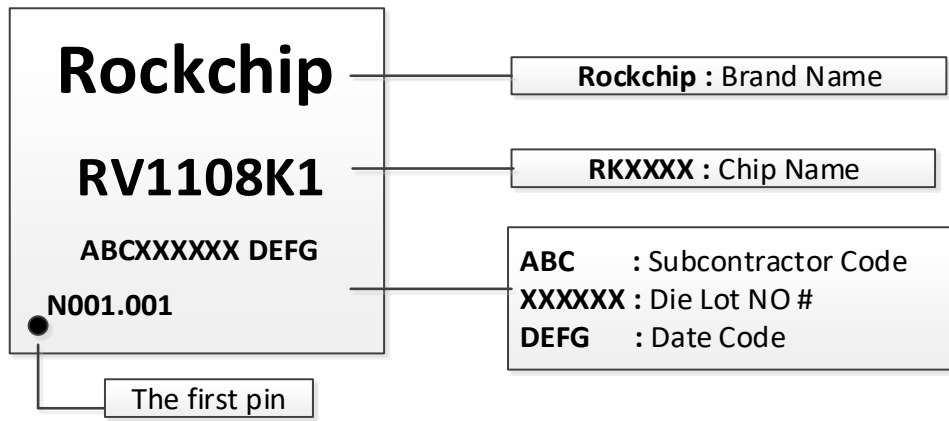 Rockchip
RV1108K1
ABCXXXXXX DEFG
N001.001
The first pin
Rockchip : Brand Name
RKXXXX : Chip Name
ABC : Subcontractor Code
XXXXXX : Die Lot NO #
DEFG : Date Code